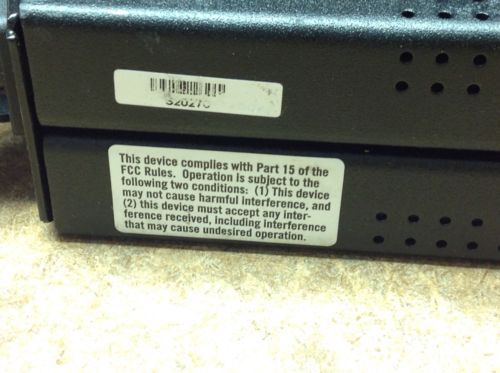 S20270
This device complies with Part 15 of the
FCC Rules. Operation is subject to the
following two conditions: (1) This device
may not cause harmful interference, and
(2) this device must accept any inter-
ference received, including interference
that may cause undesired operation.